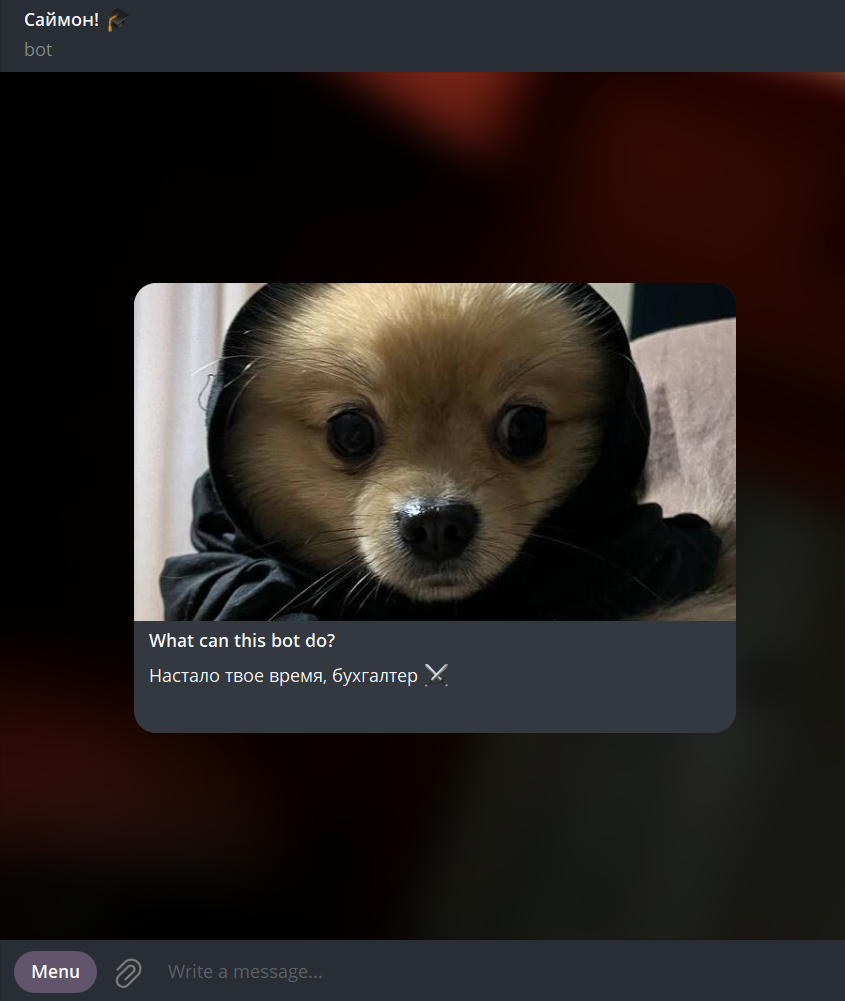 Саймон! 🎓
bot
What can this bot do?
Настало твое время, бухгалтер ⚔️
Menu
Write a message...